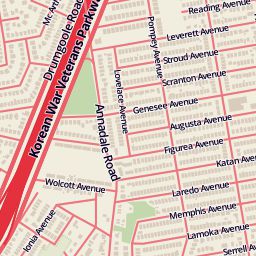 Mc Art
Drumgoole Road
Korean War Veterans Parkway
Reading Avenue
Leverett Avenue
Pompey Avenue
Stroud Avenue
Scranton Avenue
Lovelace Avenue
Genesee Avenue
Annadale Road
Augusta Avenue
Figurea Avenue
Katan Avenue
Wolcott Avenue
Laredo Avenue
Memphis Avenue
Ionia Avenue
Lamoka Avenue
Serrell Avenue